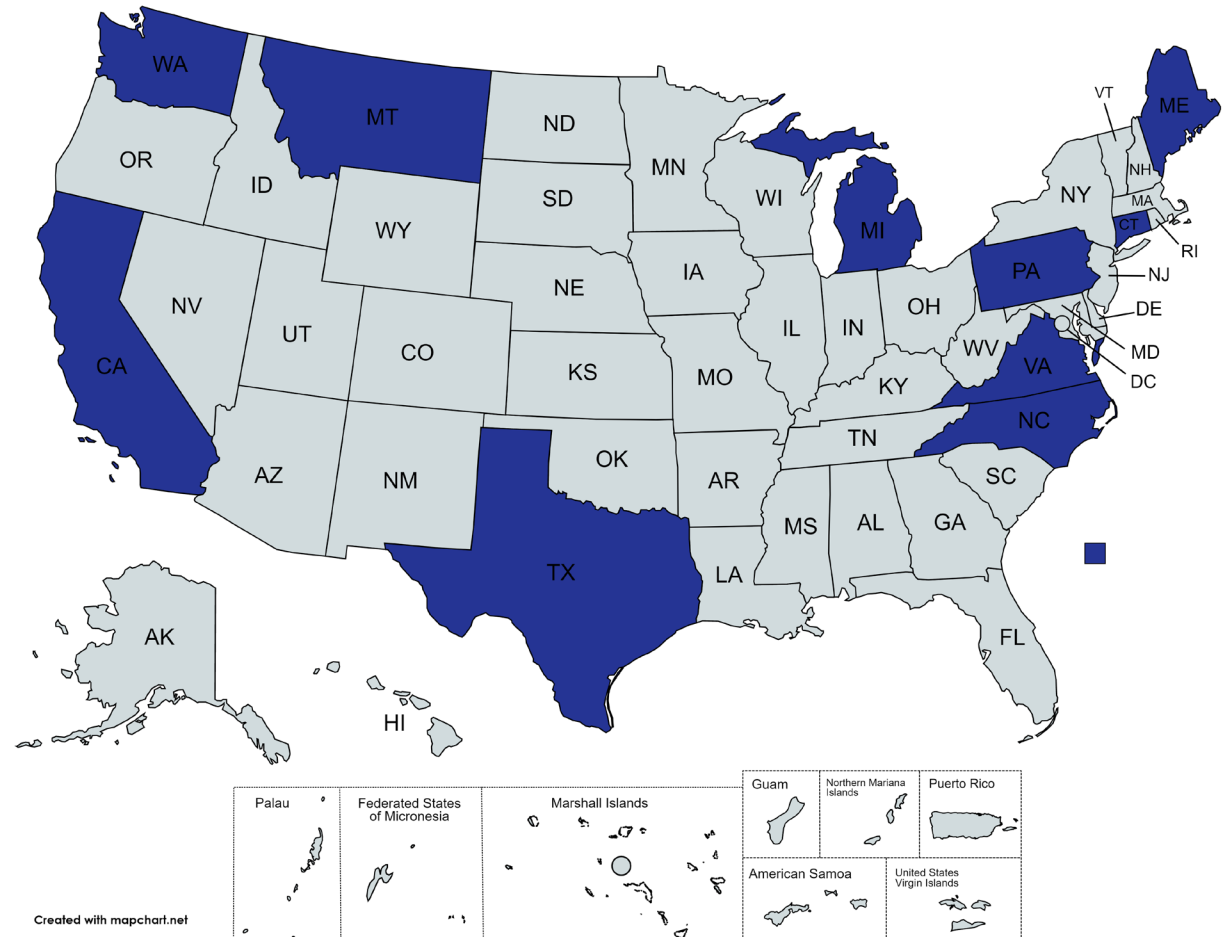 WA
MT
ND
MN
VT
ME
OR
ID
SD
WI
NH
NY
MA
WY
MI
CT
RI
IA
PA
NJ
NE
NV
OH
DE
IL
IN
UT
CO
WV
MD
CA
VA
KS
MO
KY
DC
NC
TN
OK
AZ
NM
AR
SC
MS
AL
GA
TX
LA
AK
FL
HI
Guam
Northern Mariana
Islands
Puerto Rico
Palau
Federated States
of Micronesia
Marshall Islands
American Samoa
United States
Virgin Islands
Created with mapchart.net